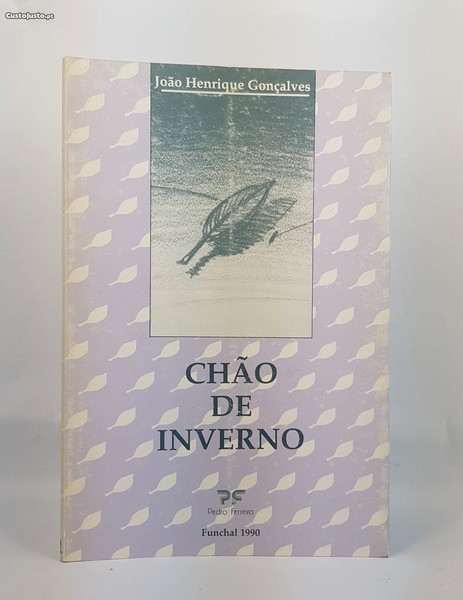 CustoJusto.pt
João Henrique Gonçalves
CHÃO
DE
INVERNO
PF
Pedro Ferreira
Funchal 1990